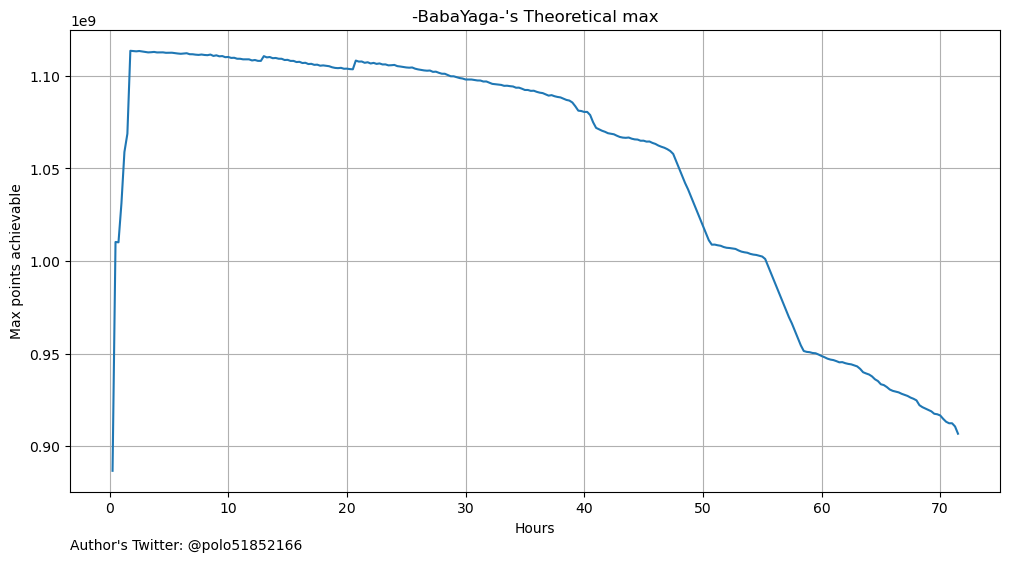 -BabaYaga-'s Theoretical max
1e9
1.10
1.05
1.00
0.95
0.90
Max points achievable
0 10 20 30 40 50 60 70
Hours
Author's Twitter: @polo51852166